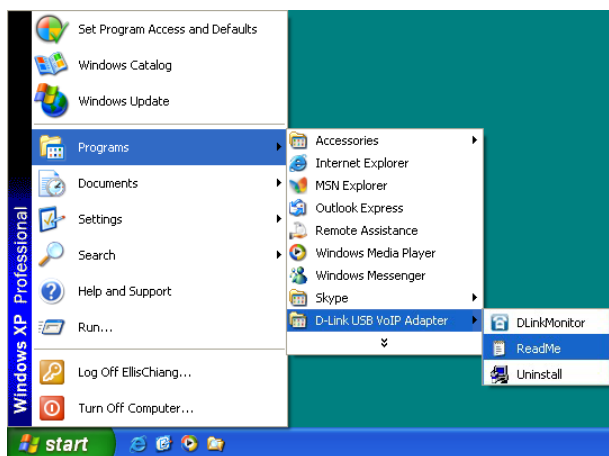 Set Program Access and Defaults
Windows Catalog
Windows Update
Programs
Documents
Settings
Search
Help and Support
Run...
Log Off EllisChiang...
Turn Off Computer...
Windows XP Professional
Accessories
Internet Explorer
MSN Explorer
Outlook Express
Remote Assistance
Windows Media Player
Windows Messenger
Skype
D-Link USB VoIP Adapter
DLinkMonitor
ReadMe
Uninstall
start